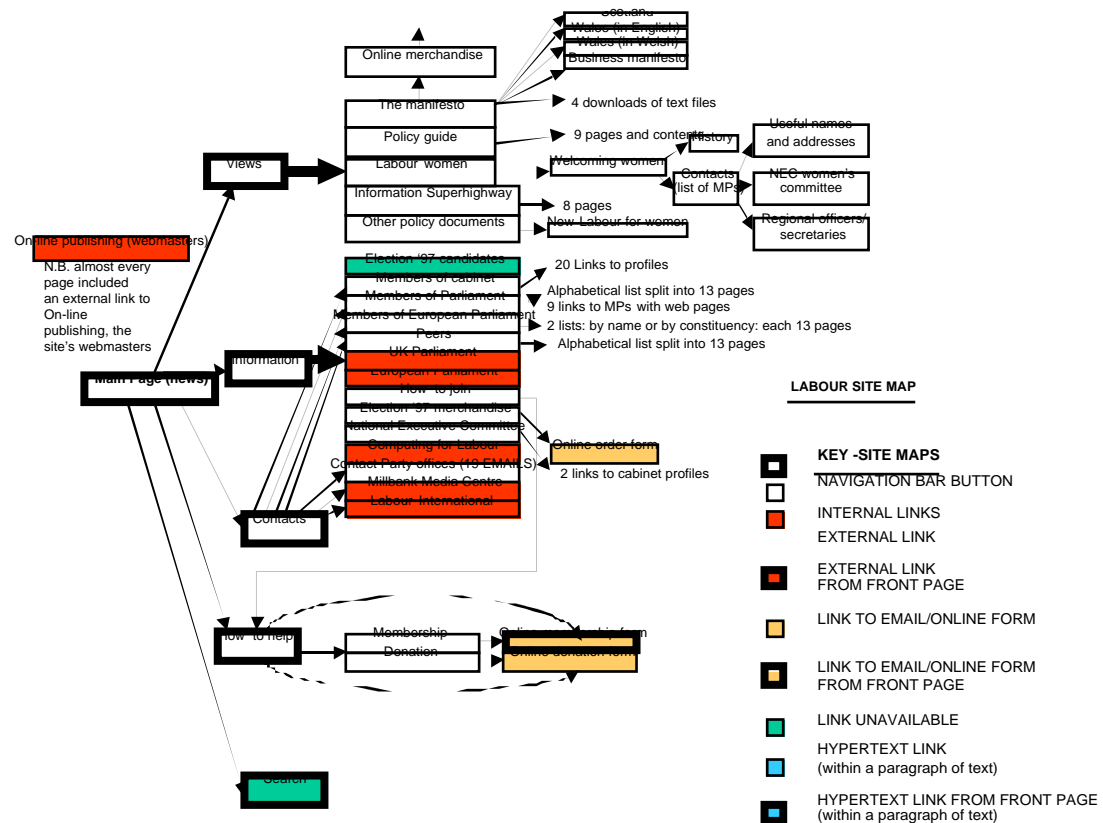 Scotland
Wales (in English)
Wales (in Welsh)
Business manifesto
Online merchandise
The manifesto
4 downloads of text files
Policy guide
9 pages and contents
History
Useful names
and addresses
Views
Labour women
Welcoming women
Contacts
(list of MPs)
NEC women's
committee
Information Superhighway
8 pages
Other policy documents
New Labour for women
Regional officers/
secretaries
On-line publishing (webmasters)
N.B. almost every
page included
an external link to
On-line
publishing, the
site's webmasters
Election '97 candidates
Members of cabinet
20 Links to profiles
Members of Parliament
Alphabetical list split into 13 pages
9 links to MPs with web pages
Members of European Parliament
2 lists: by name or by constituency: each 13 pages
Peers
Alphabetical list split into 13 pages
UK Parliament
Information
European Parliament
Main Page (news)
How to join
Election '97 merchandise
National Executive Committee
Computing for Labour
Online order form
Contact Party offices (13 EMAILS)
2 links to cabinet profiles
Millbank Media Centre
Labour International
Contacts
How to help
Membership
Online membership form
Donation
Online donation form
Search
LABOUR SITE MAP
KEY -SITE MAPS
NAVIGATION BAR BUTTON
INTERNAL LINKS
EXTERNAL LINK
EXTERNAL LINK
FROM FRONT PAGE
LINK TO EMAIL/ONLINE FORM
LINK TO EMAIL/ONLINE FORM
FROM FRONT PAGE
LINK UNAVAILABLE
HYPERTEXT LINK
(within a paragraph of text)
HYPERTEXT LINK FROM FRONT PAGE
(within a paragraph of text)